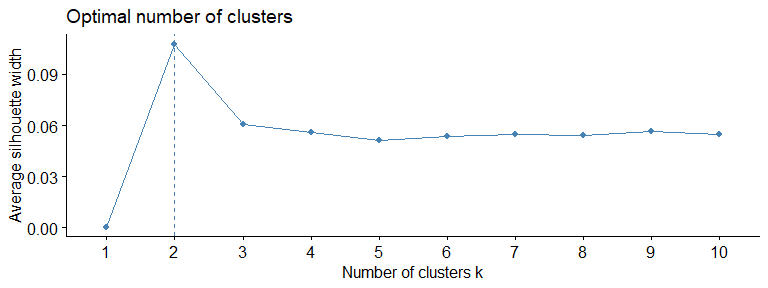 Optimal number of clusters
Average silhouette width
0.09
0.06
0.03
0.00
1 2 3 4 5 6 7 8 9 10
Number of clusters k